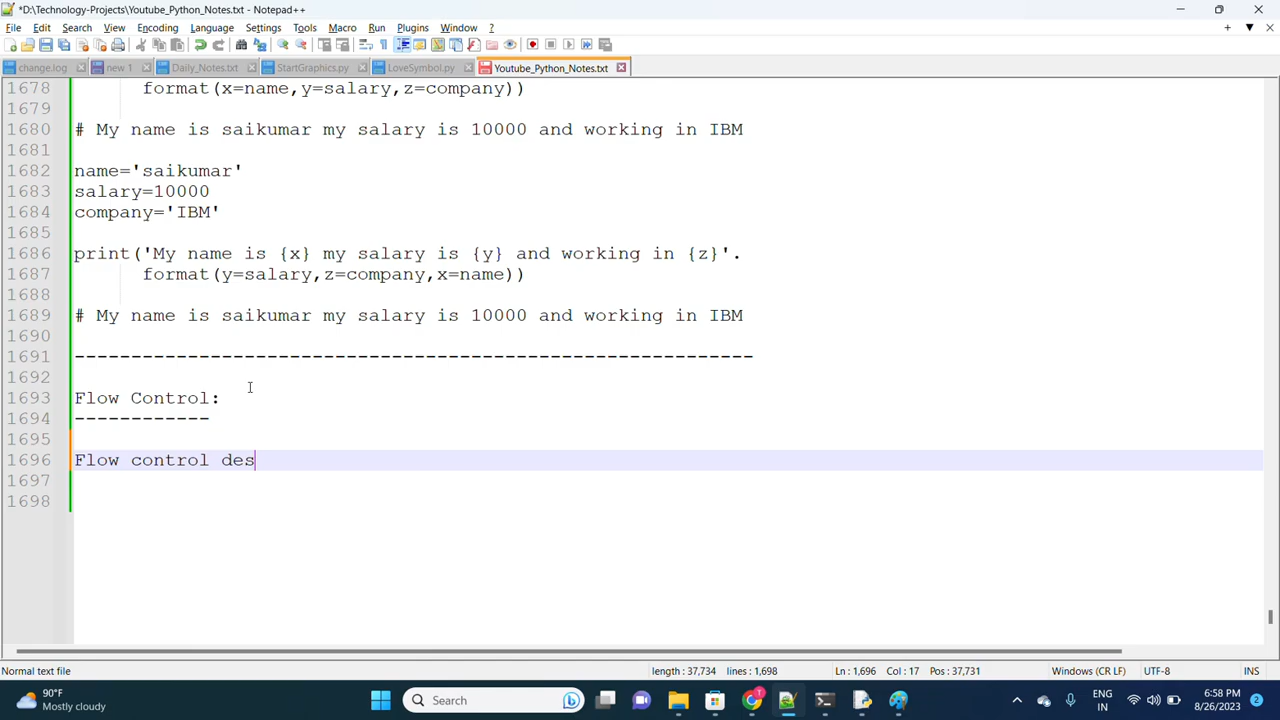 *D:\Technology-Projects\Youtube_Python_Notes.txt - Notepad++
File Edit Search View Encoding Language Settings Tools Macro Run Plugins Window ?
change.log new 1 Daily_Notes.txt StartGraphics.py LoveSymbol.py Youtube_Python_Notes.txt
1678 format(x=name,y=salary,z=company))
1679
1680 # My name is saikumar my salary is 10000 and working in IBM
1681
1682 name='saikumar'
1683 salary=10000
1684 company='IBM'
1685
1686 print('My name is {x} my salary is {y} and working in {z}'.
1687 format(y=salary,z=company,x=name))
1688
1689 # My name is saikumar my salary is 10000 and working in IBM
1690
1691 ------------------------------------------------------------
1692
1693 Flow Control:
1694 ------------
1695
1696 Flow control des
1697
1698
Normal text file length : 37,734 lines : 1,698 Ln : 1,696 Col : 17 Pos : 37,731 Windows (CR LF) UTF-8 INS
90°F
Mostly cloudy
Search
ENG
IN
6:58 PM
8/26/2023
2